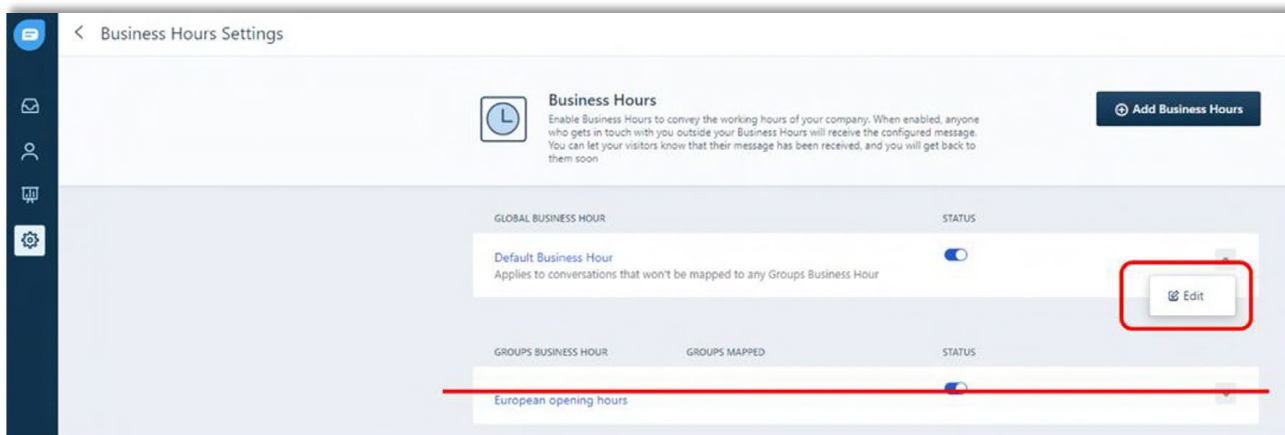 Business Hours Settings
Business Hours
Enable Business Hours to convey the working hours of your company. When enabled, anyone
who gets in touch with you outside your Business Hours will receive the configured message.
You can let your visitors know that their message has been received, and you will get back to
them soon
Add Business Hours
GLOBAL BUSINESS HOUR STATUS
Default Business Hour
Applies to conversations that won't be mapped to any Groups Business Hour
Edit
GROUPS BUSINESS HOUR GROUPS MAPPED STATUS
European opening hours